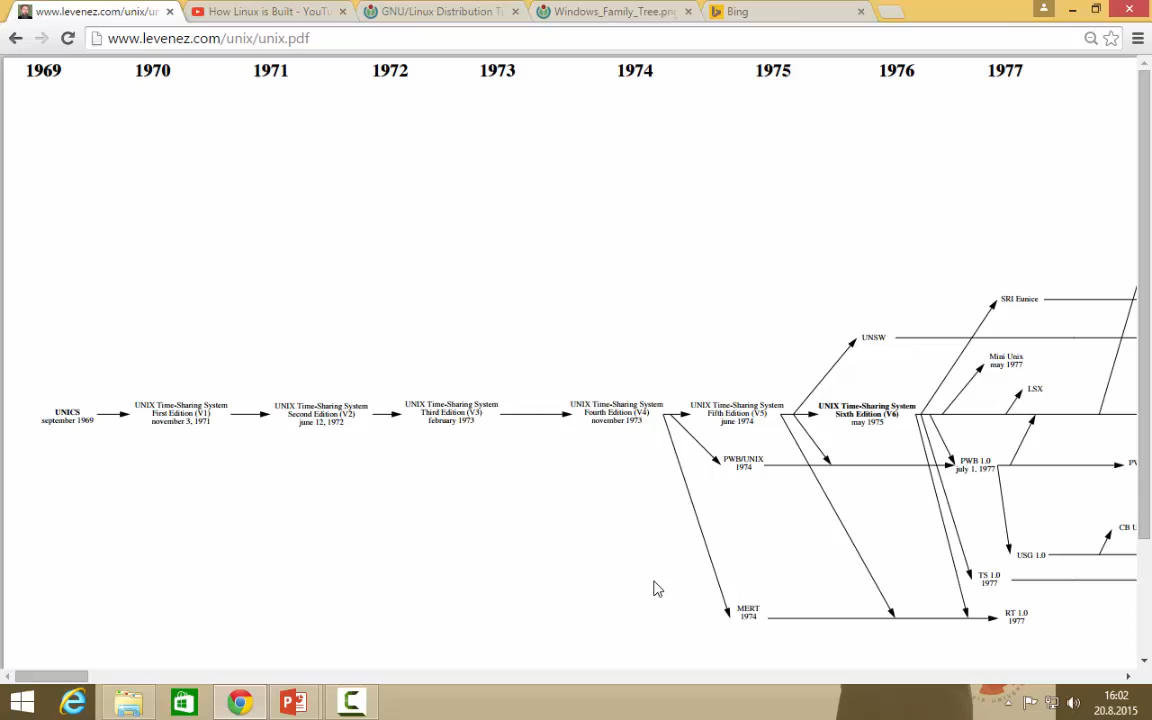 www.levenez.com/unix/ur
How Linux is Built - YouTu
GNU/Linux Distribution Ti
Windows_Family_Tree.png
Bing
www.levenez.com/unix/unix.pdf
1969 1970 1971 1972 1973 1974 1975 1976 1977
SRI Eunice
UNSW
Mini Unix
may 1977
LSX
UNICS
september 1969
UNIX Time-Sharing System
First Edition (V1)
november 3, 1971
UNIX Time-Sharing System
Second Edition (V2)
june 12, 1972
UNIX Time-Sharing System
Third Edition (V3)
february 1973
UNIX Time-Sharing System
Fourth Edition (V4)
november 1973
UNIX Time-Sharing System
Fifth Edition (V5)
june 1974
UNIX Time-Sharing System
Sixth Edition (V6)
may 1975
PWB/UNIX
1974
PWB 1.0
july 1, 1977
CB U
USG 1.0
TS 1.0
1977
MERT
1974
RT 1.0
1977
16:02
20.8.2015